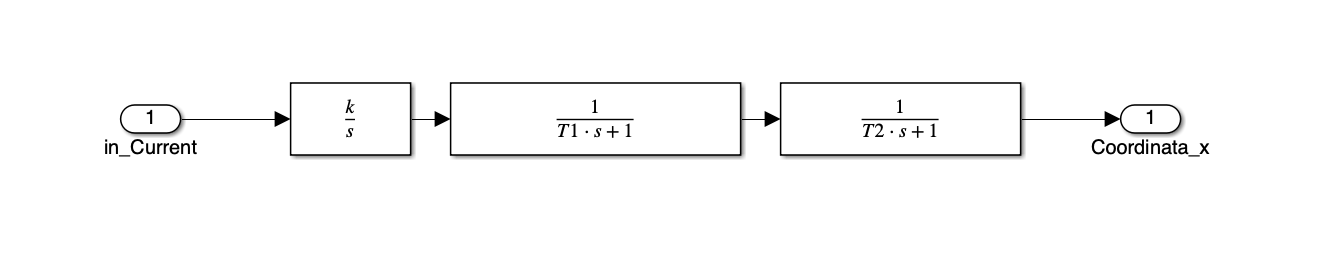 1
in_Current
k
s
1
T1 · s + 1
1
T2 · s + 1
1
Coordinata_x